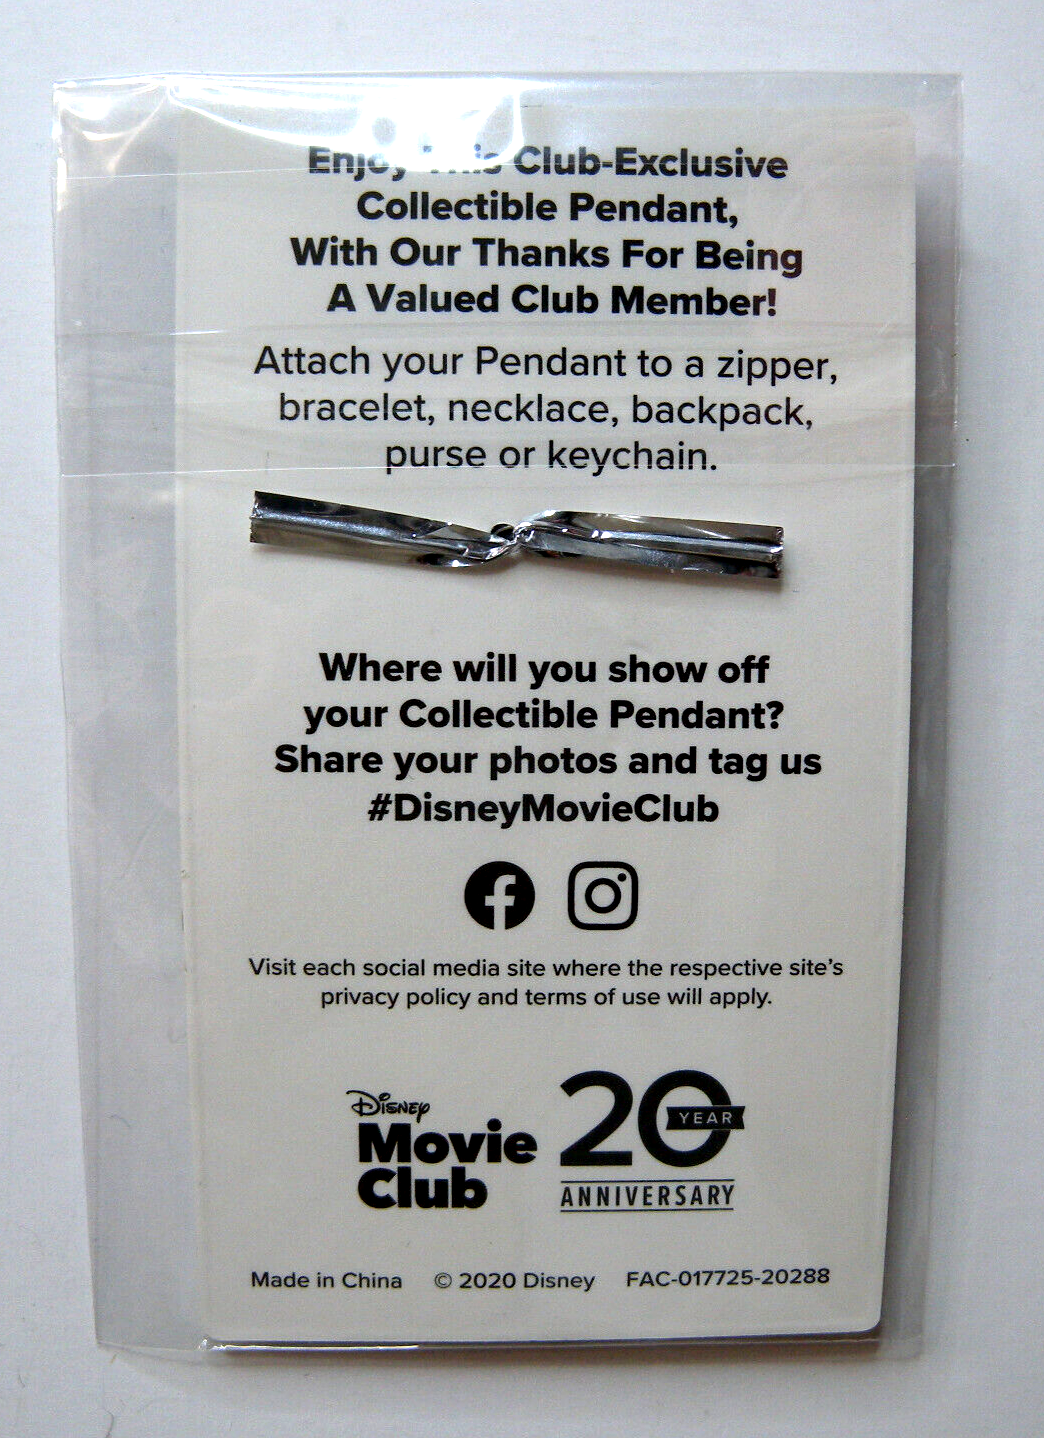 Enjoy This Club-Exclusive
Collectible Pendant,
With Our Thanks For Being
A Valued Club Member!
Attach your Pendant to a zipper,
bracelet, necklace, backpack,
purse or keychain.
Where will you show off
your Collectible Pendant?
Share your photos and tag us
#DisneyMovieClub
Visit each social media site where the respective site's
privacy policy and terms of use will apply.
Disney
Movie
Club
20
YEAR
ANNIVERSARY
Made in China © 2020 Disney FAC-017725-20288